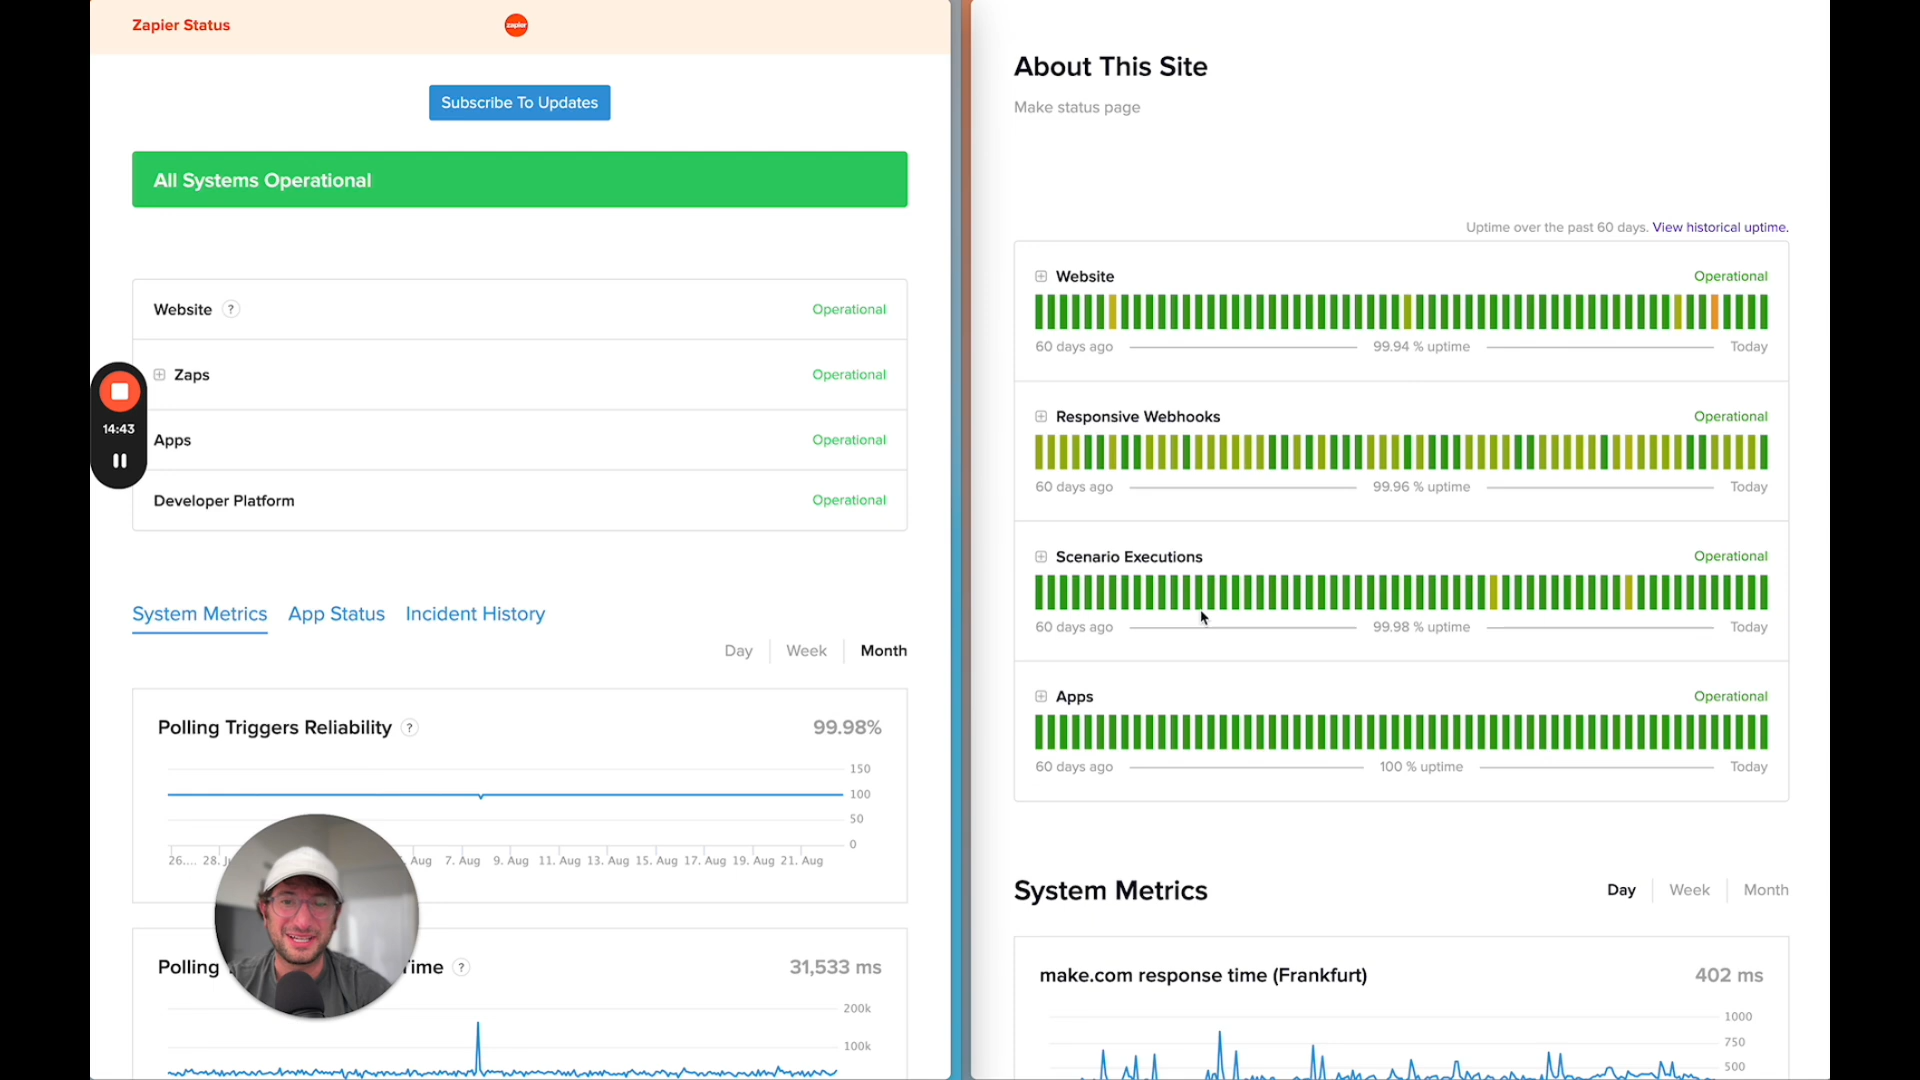 Zapier Status
zapier
Subscribe To Updates
All Systems Operational
Website ? Operational
Zaps Operational
14:43
Apps Operational
Developer Platform Operational
System Metrics App Status Incident History
Day Week Month
Polling Triggers Reliability ? 99.98%
150
100
50
0
26.... 28. Aug 7. Aug 9. Aug 11. Aug 13. Aug 15. Aug 17. Aug 19. Aug 21. Aug
Polling ime ? 31,533 ms
200k
100k
About This Site
Make status page
Uptime over the past 60 days. View historical uptime.
Website Operational
60 days ago 99.94 % uptime Today
Responsive Webhooks Operational
60 days ago 99.96 % uptime Today
Scenario Executions Operational
60 days ago 99.98 % uptime Today
Apps Operational
60 days ago 100 % uptime Today
System Metrics Day Week Month
make.com response time (Frankfurt) 402 ms
1000
750
500